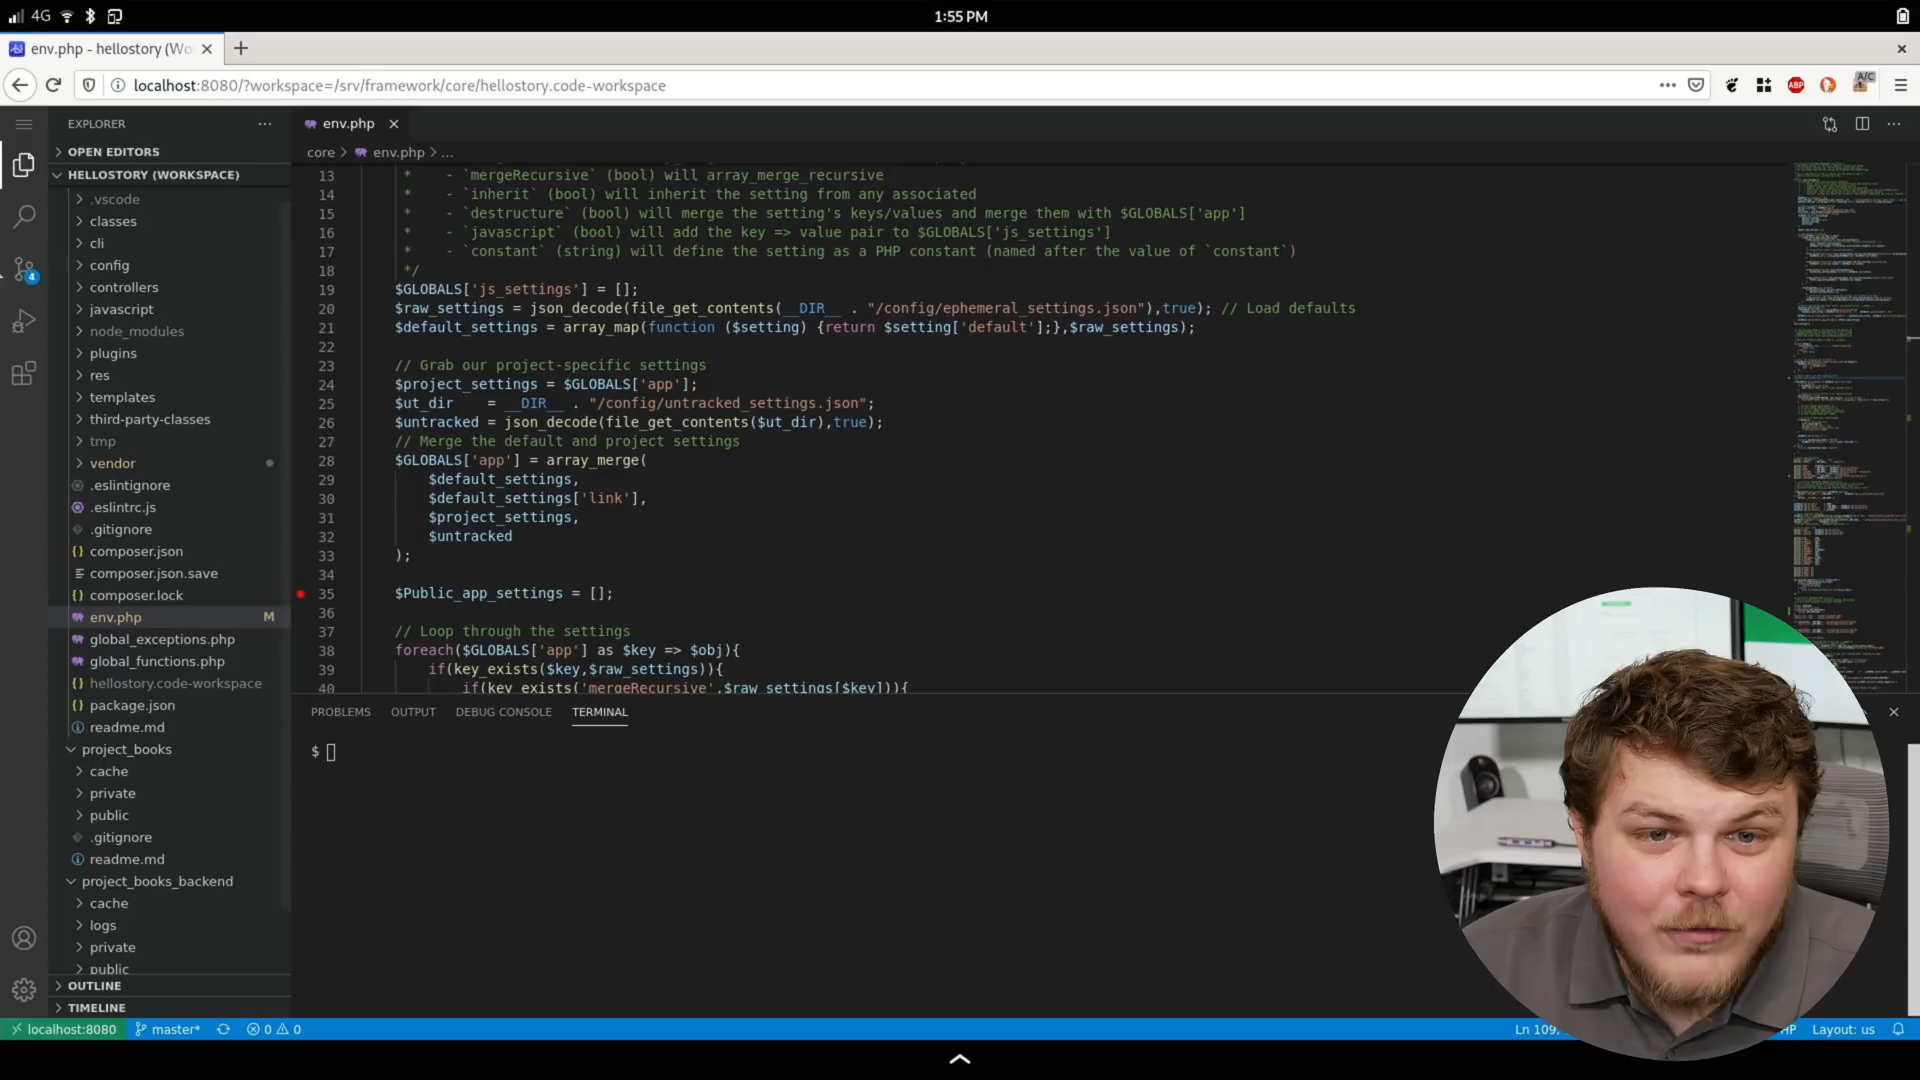 4G
1:55 PM
env.php - hellostory (Wo
localhost:8080/?workspace=/srv/framework/core/hellostory.code-workspace
ABP
A/C
EXPLORER
OPEN EDITORS
HELLOSTORY (WORKSPACE)
.vscode
classes
cli
config
controllers
javascript
node_modules
plugins
res
templates
third-party-classes
tmp
vendor
.eslintignore
.eslintrc.js
.gitignore
composer.json
composer.json.save
composer.lock
env.php M
global_exceptions.php
global_functions.php
hellostory.code-workspace
package.json
readme.md
project_books
cache
private
public
.gitignore
readme.md
project_books_backend
cache
logs
private
public
OUTLINE
TIMELINE
4
env.php
core > env.php > ...
13 * - `mergeRecursive` (bool) will array_merge_recursive
14 * - `inherit` (bool) will inherit the setting from any associated
15 * - `destructure` (bool) will merge the setting's keys/values and merge them with $GLOBALS['app']
16 * - `javascript` (bool) will add the key => value pair to $GLOBALS['js_settings']
17 * - `constant` (string) will define the setting as a PHP constant (named after the value of `constant`)
18 */
19 $GLOBALS['js_settings'] = [];
20 $raw_settings = json_decode(file_get_contents(__DIR__ . "/config/ephemeral_settings.json"),true); // Load defaults
21 $default_settings = array_map(function ($setting) {return $setting['default'];},$raw_settings);
22
23 // Grab our project-specific settings
24 $project_settings = $GLOBALS['app'];
25 $ut_dir    = __DIR__ . "/config/untracked_settings.json";
26 $untracked = json_decode(file_get_contents($ut_dir),true);
27 // Merge the default and project settings
28 $GLOBALS['app'] = array_merge(
29 $default_settings,
30 $default_settings['link'],
31 $project_settings,
32 $untracked
33 );
34
35 $Public_app_settings = [];
36
37 // Loop through the settings
38 foreach($GLOBALS['app'] as $key => $obj){
39 if(key_exists($key,$raw_settings)){
40 if(key_exists('mergeRecursive',$raw_settings[$key])){
PROBLEMS OUTPUT DEBUG CONSOLE TERMINAL
$
localhost:8080 master* 0 0
Ln 109,
HP Layout: us